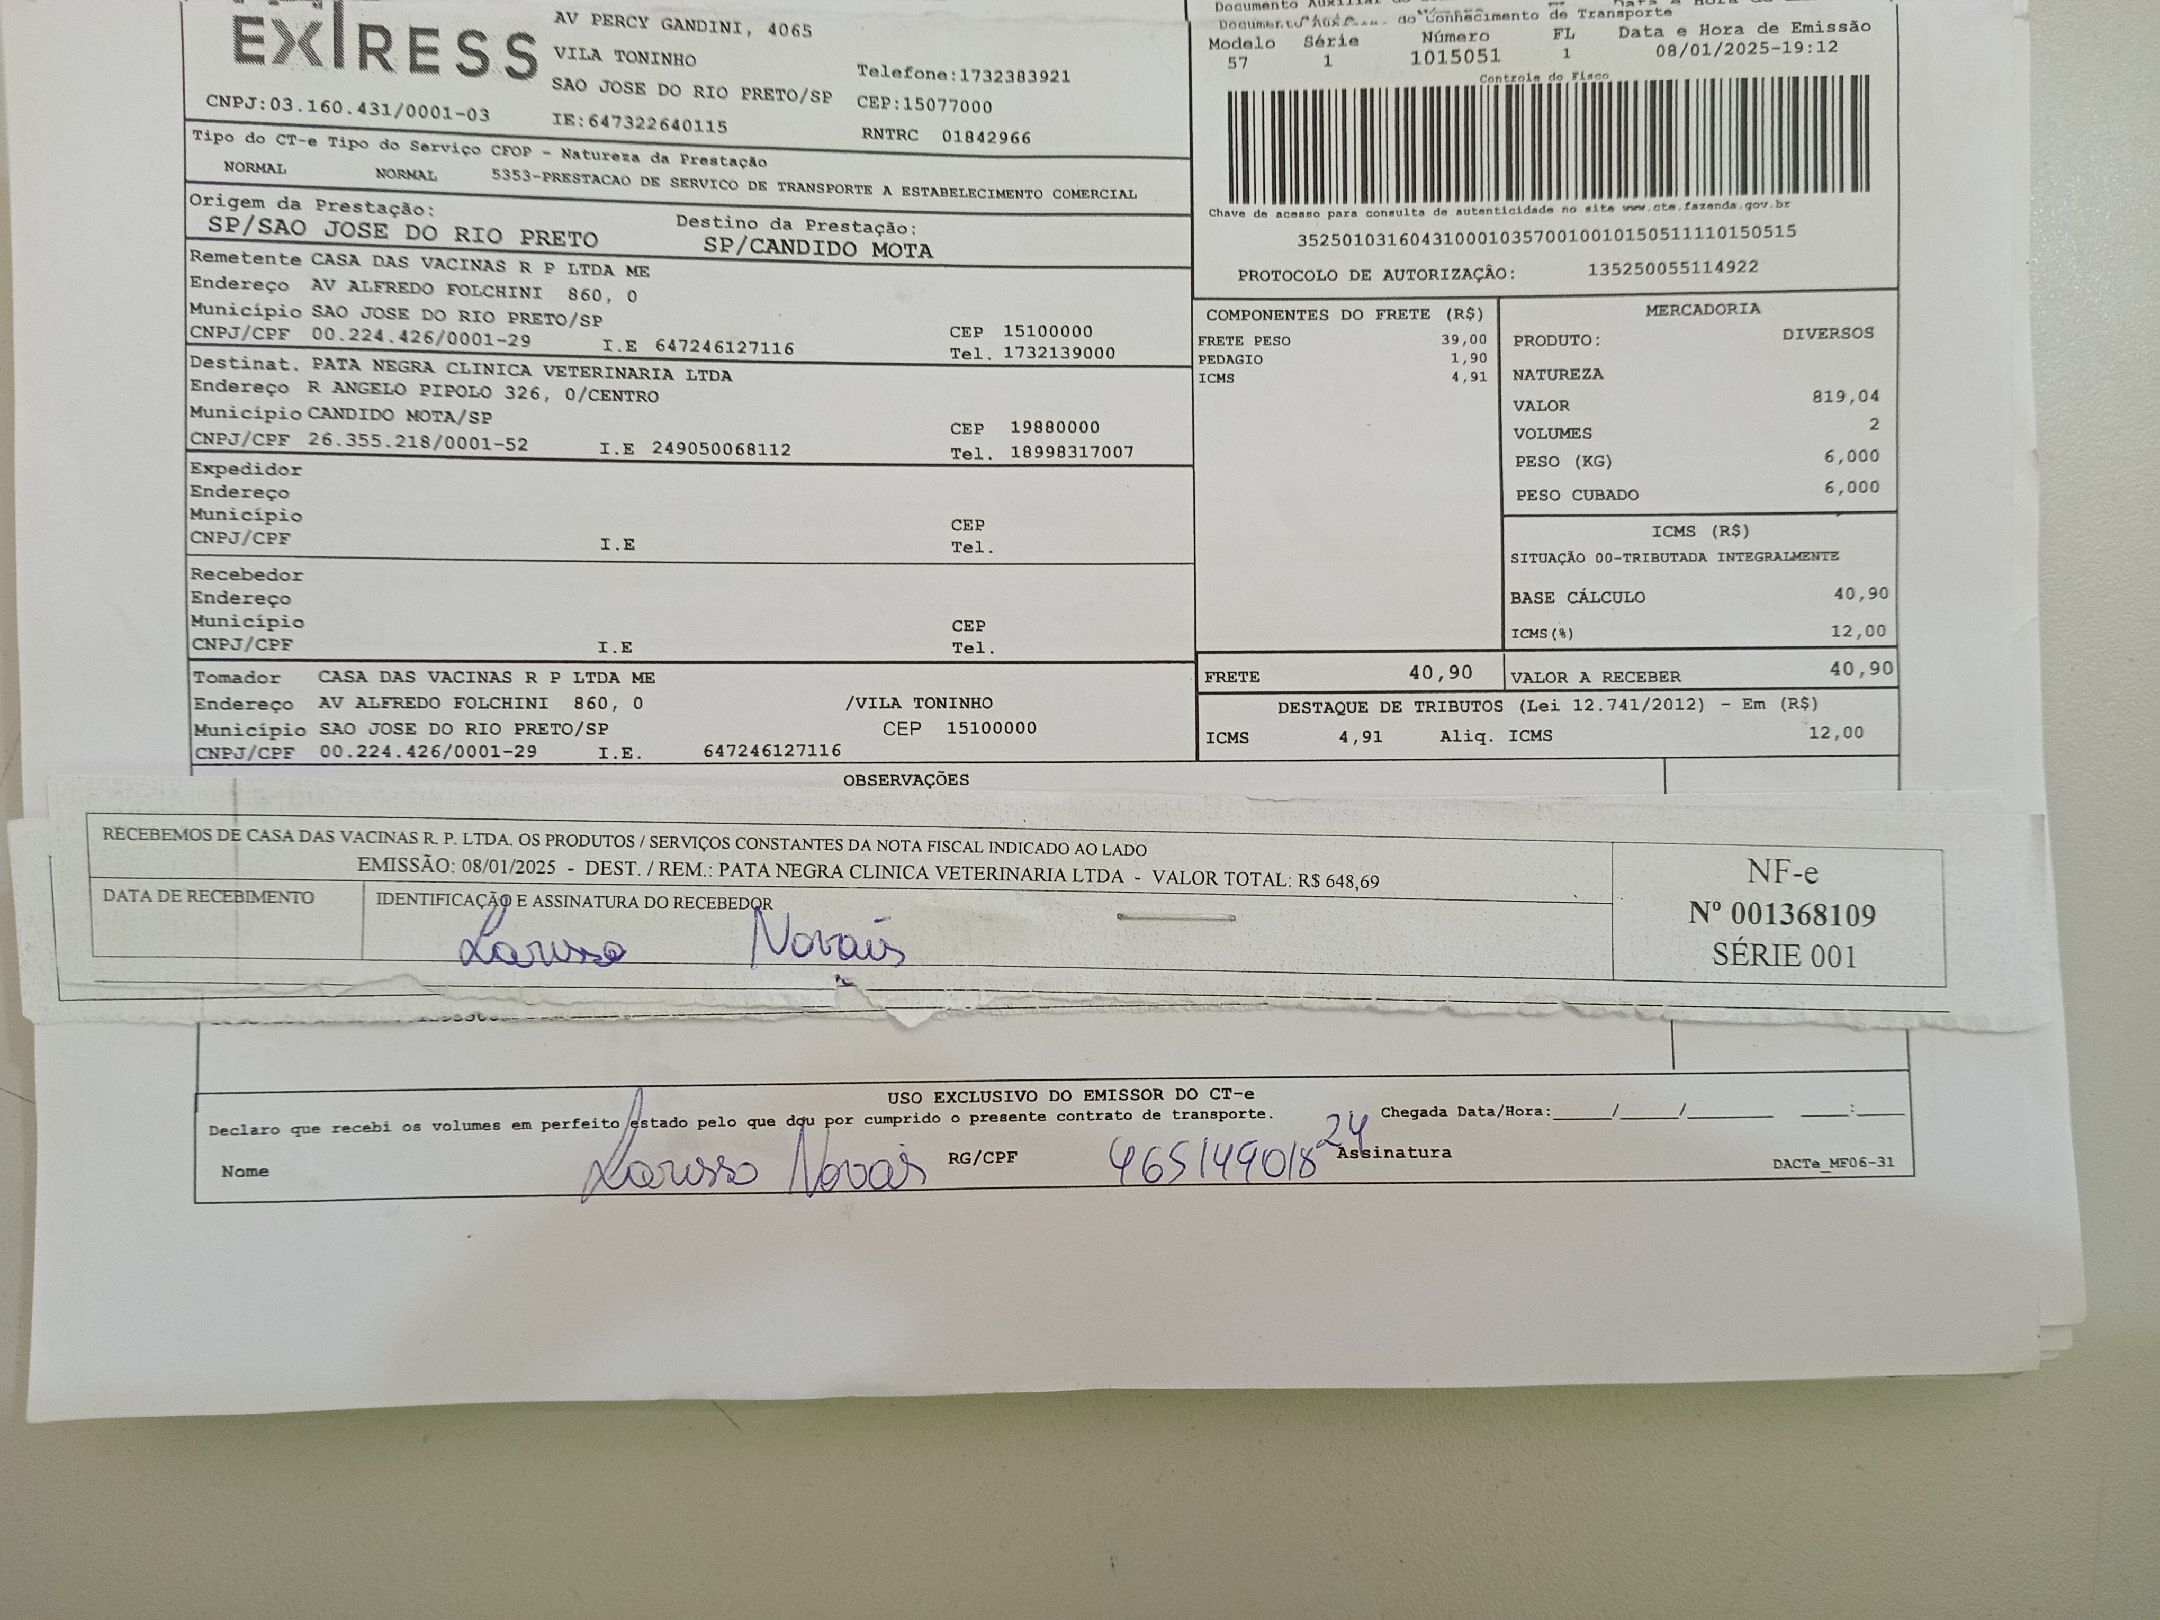 EXPRESS
AV PERCY GANDINI, 4065
VILA TONINHO
SAO JOSE DO RIO PRETO/SP
Telefone:1732383921
CEP:15077000
CNPJ:03.160.431/0001-03
IE:647322640115
RNTRC 01842966
Documento Auxiliar do Conhecimento de Transporte
Modelo Série Número FL Data e Hora de Emissão
57 1 1015051 1 08/01/2025-19:12
Controle do Fisco
Chave de acesso para consulta de autenticidade no site www.cte.fazenda.gov.br
35250103160431000103570010010150511110150515
PROTOCOLO DE AUTORIZAÇÃO: 135250055114922
Tipo do CT-e Tipo do Serviço CFOP - Natureza da Prestação
NORMAL NORMAL 5353-PRESTACAO DE SERVICO DE TRANSPORTE A ESTABELECIMENTO COMERCIAL
Origem da Prestação: Destino da Prestação:
SP/SAO JOSE DO RIO PRETO SP/CANDIDO MOTA
Remetente CASA DAS VACINAS R P LTDA ME
Endereço AV ALFREDO FOLCHINI 860, 0
Município SAO JOSE DO RIO PRETO/SP CEP 15100000
CNPJ/CPF 00.224.426/0001-29 I.E 647246127116 Tel. 1732139000
Destinat. PATA NEGRA CLINICA VETERINARIA LTDA
Endereço R ANGELO PIPOLO 326, 0/CENTRO
Município CANDIDO MOTA/SP CEP 19880000
CNPJ/CPF 26.355.218/0001-52 I.E 249050068112 Tel. 18998317007
Expedidor
Endereço
Município CEP
CNPJ/CPF I.E Tel.
Recebedor
Endereço
Município CEP
CNPJ/CPF I.E Tel.
Tomador CASA DAS VACINAS R P LTDA ME
Endereço AV ALFREDO FOLCHINI 860, 0 /VILA TONINHO
Município SAO JOSE DO RIO PRETO/SP CEP 15100000
CNPJ/CPF 00.224.426/0001-29 I.E. 647246127116
COMPONENTES DO FRETE (R$)
FRETE PESO 39,00
PEDAGIO 1,90
ICMS 4,91
MERCADORIA
PRODUTO: DIVERSOS
NATUREZA
VALOR 819,04
VOLUMES 2
PESO (KG) 6,000
PESO CUBADO 6,000
ICMS (R$)
SITUAÇÃO 00-TRIBUTADA INTEGRALMENTE
BASE CÁLCULO 40,90
ICMS(%) 12,00
FRETE 40,90 VALOR A RECEBER 40,90
DESTAQUE DE TRIBUTOS (Lei 12.741/2012) - Em (R$)
ICMS 4,91 Aliq. ICMS 12,00
OBSERVAÇÕES
RECEBEMOS DE CASA DAS VACINAS R. P. LTDA. OS PRODUTOS / SERVIÇOS CONSTANTES DA NOTA FISCAL INDICADO AO LADO
EMISSÃO: 08/01/2025 - DEST. / REM.: PATA NEGRA CLINICA VETERINARIA LTDA - VALOR TOTAL: R$ 648,69
DATA DE RECEBIMENTO IDENTIFICAÇÃO E ASSINATURA DO RECEBEDOR
Larissa Novais
NF-e
Nº 001368109
SÉRIE 001
USO EXCLUSIVO DO EMISSOR DO CT-e
Declaro que recebi os volumes em perfeito estado pelo que dou por cumprido o presente contrato de transporte. Chegada Data/Hora:____/____/______ ___:___
Nome Larissa Novais RG/CPF 46514901824 Assinatura
DACTe_MF06-31